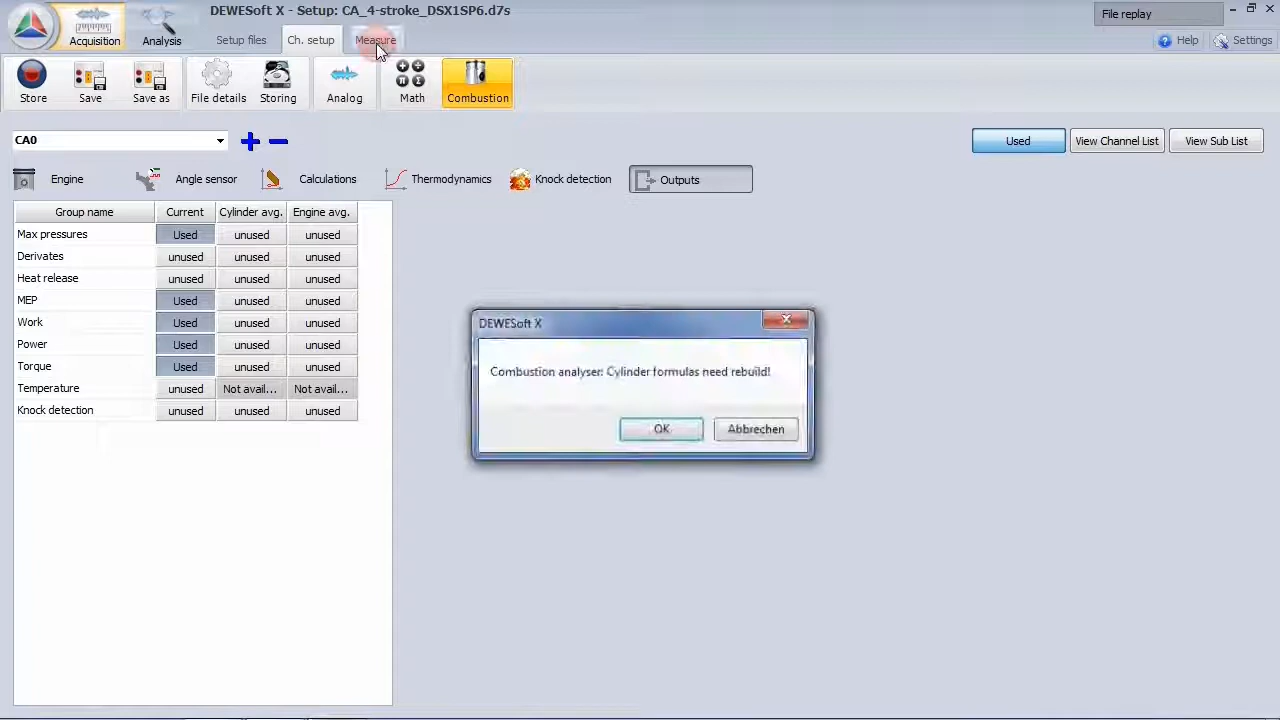 DEWESoft X - Setup: CA_4-stroke_DSX1SP6.d7s
File replay
Acquisition
Analysis
Setup files
Ch. setup
Measure
Help
Settings
Store
Save
Save as
File details
Storing
Analog
Math
Combustion
CA0
Used
View Channel List
View Sub List
Engine
Angle sensor
Calculations
Thermodynamics
Knock detection
Outputs
Group name Current Cylinder avg. Engine avg.
Max pressures Used unused unused
Derivates unused unused unused
Heat release unused unused unused
MEP Used unused unused
Work Used unused unused
Power Used unused unused
Torque Used unused unused
Temperature unused Not avail... Not avail...
Knock detection unused unused unused
DEWESoft X
Combustion analyser: Cylinder formulas need rebuild!
OK
Abbrechen